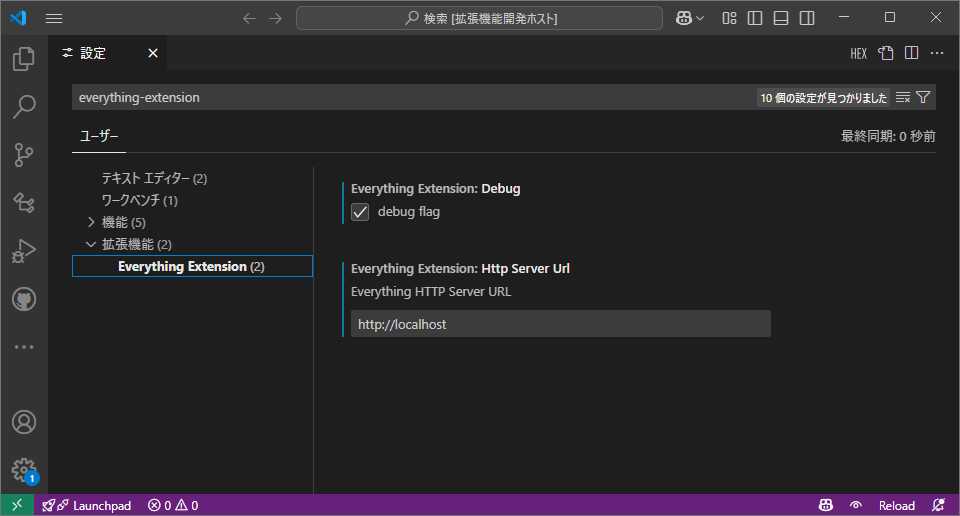 検索 [拡張機能開発ホスト]
設定
HEX
everything-extension
10 個の設定が見つかりました
ユーザー
最終同期: 0 秒前
テキスト エディター (2)
ワークベンチ (1)
機能 (5)
拡張機能 (2)
Everything Extension (2)
Everything Extension: Debug
debug flag
Everything Extension: Http Server Url
Everything HTTP Server URL
http://localhost
1
Launchpad
0
0
Reload